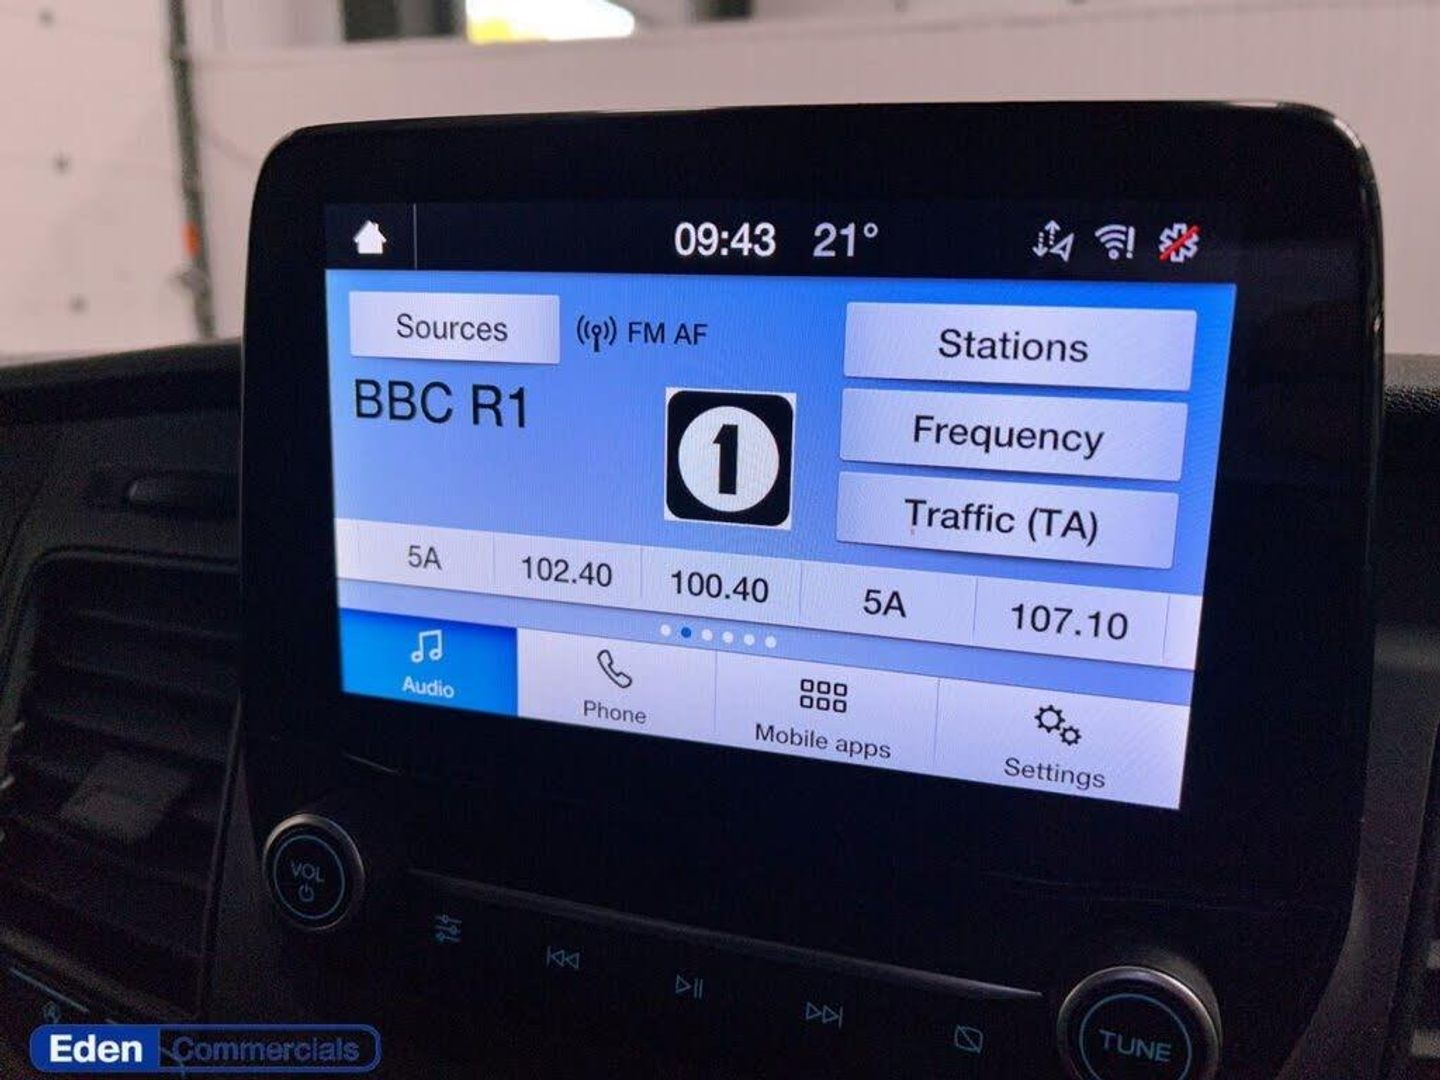 09:43 21°
Sources FM AF
BBC R1
1
Stations
Frequency
Traffic (TA)
5A 102.40 100.40 5A 107.10
Audio Phone Mobile apps Settings
VOL
TUNE
Eden Commercials